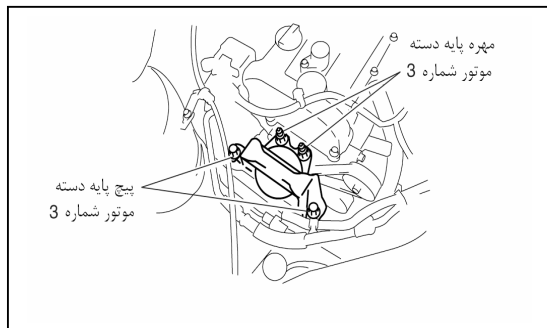 مهره پایه دسته
موتور شماره 3
پیچ پایه دسته
موتور شماره 3